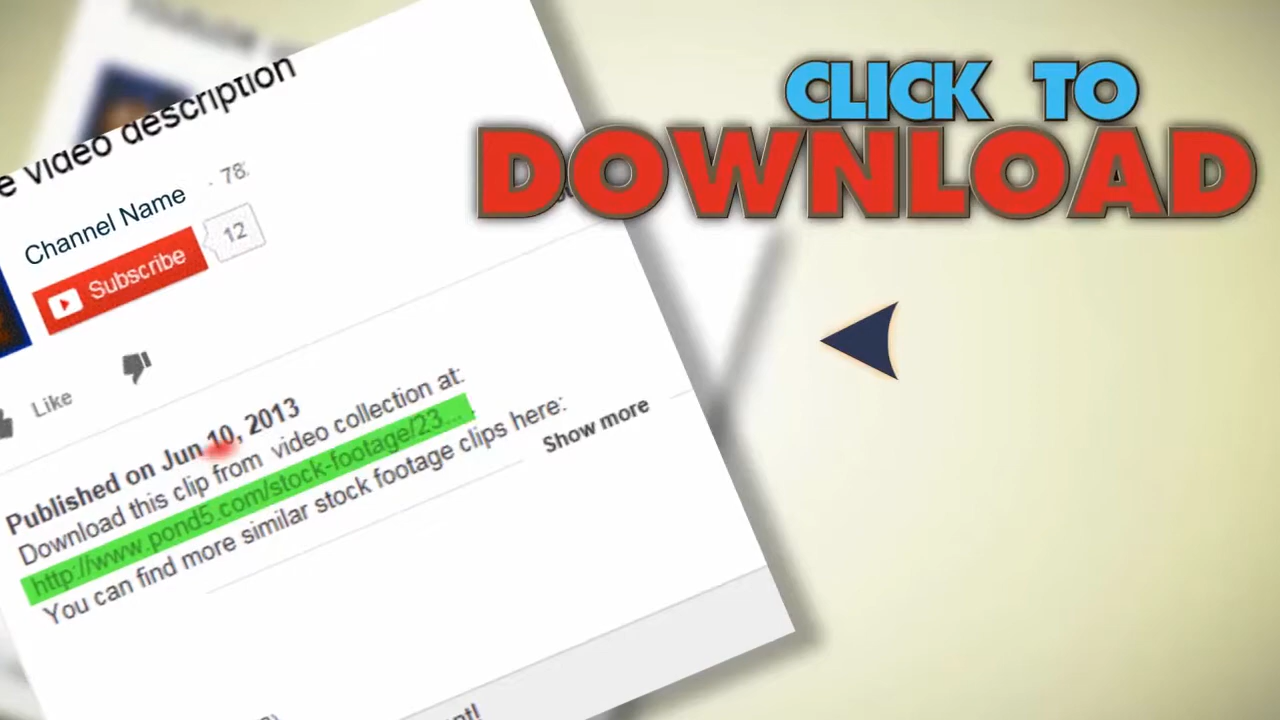 CLICK TO
DOWNLOAD
e video description
Channel Name
78
Subscribe
12
Like
Published on Jun 10, 2013
Download this clip from video collection at:
http://www.pond5.com/stock-footage/23...
You can find more similar stock footage clips here:
Show more